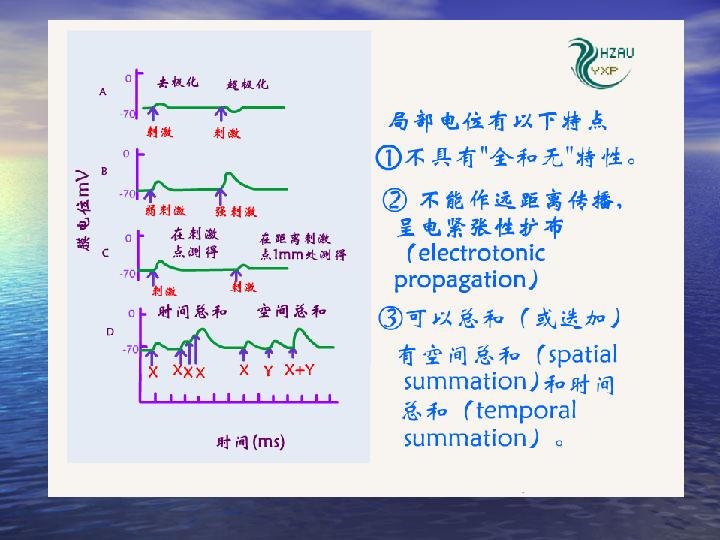 HZAU
YXP
局部电位有以下特点
①不具有"全和无"特性。
② 不能作远距离传播，
呈电紧张性扩布
（electrotonic
propagation）
③可以总和（或迭加）
有空间总和（spatial
summation)和时间
总和（temporal
summation）。
膜电位mV
A
0
-70
去极化 超极化
刺激 刺激
B
0
-70
弱刺激 强刺激
C
0
-70
在刺激
点测得
在距离刺激
点1mm处测得
刺激 刺激
D
0
-70
时间总和 空间总和
X X X X X Y X+Y
时间(ms)